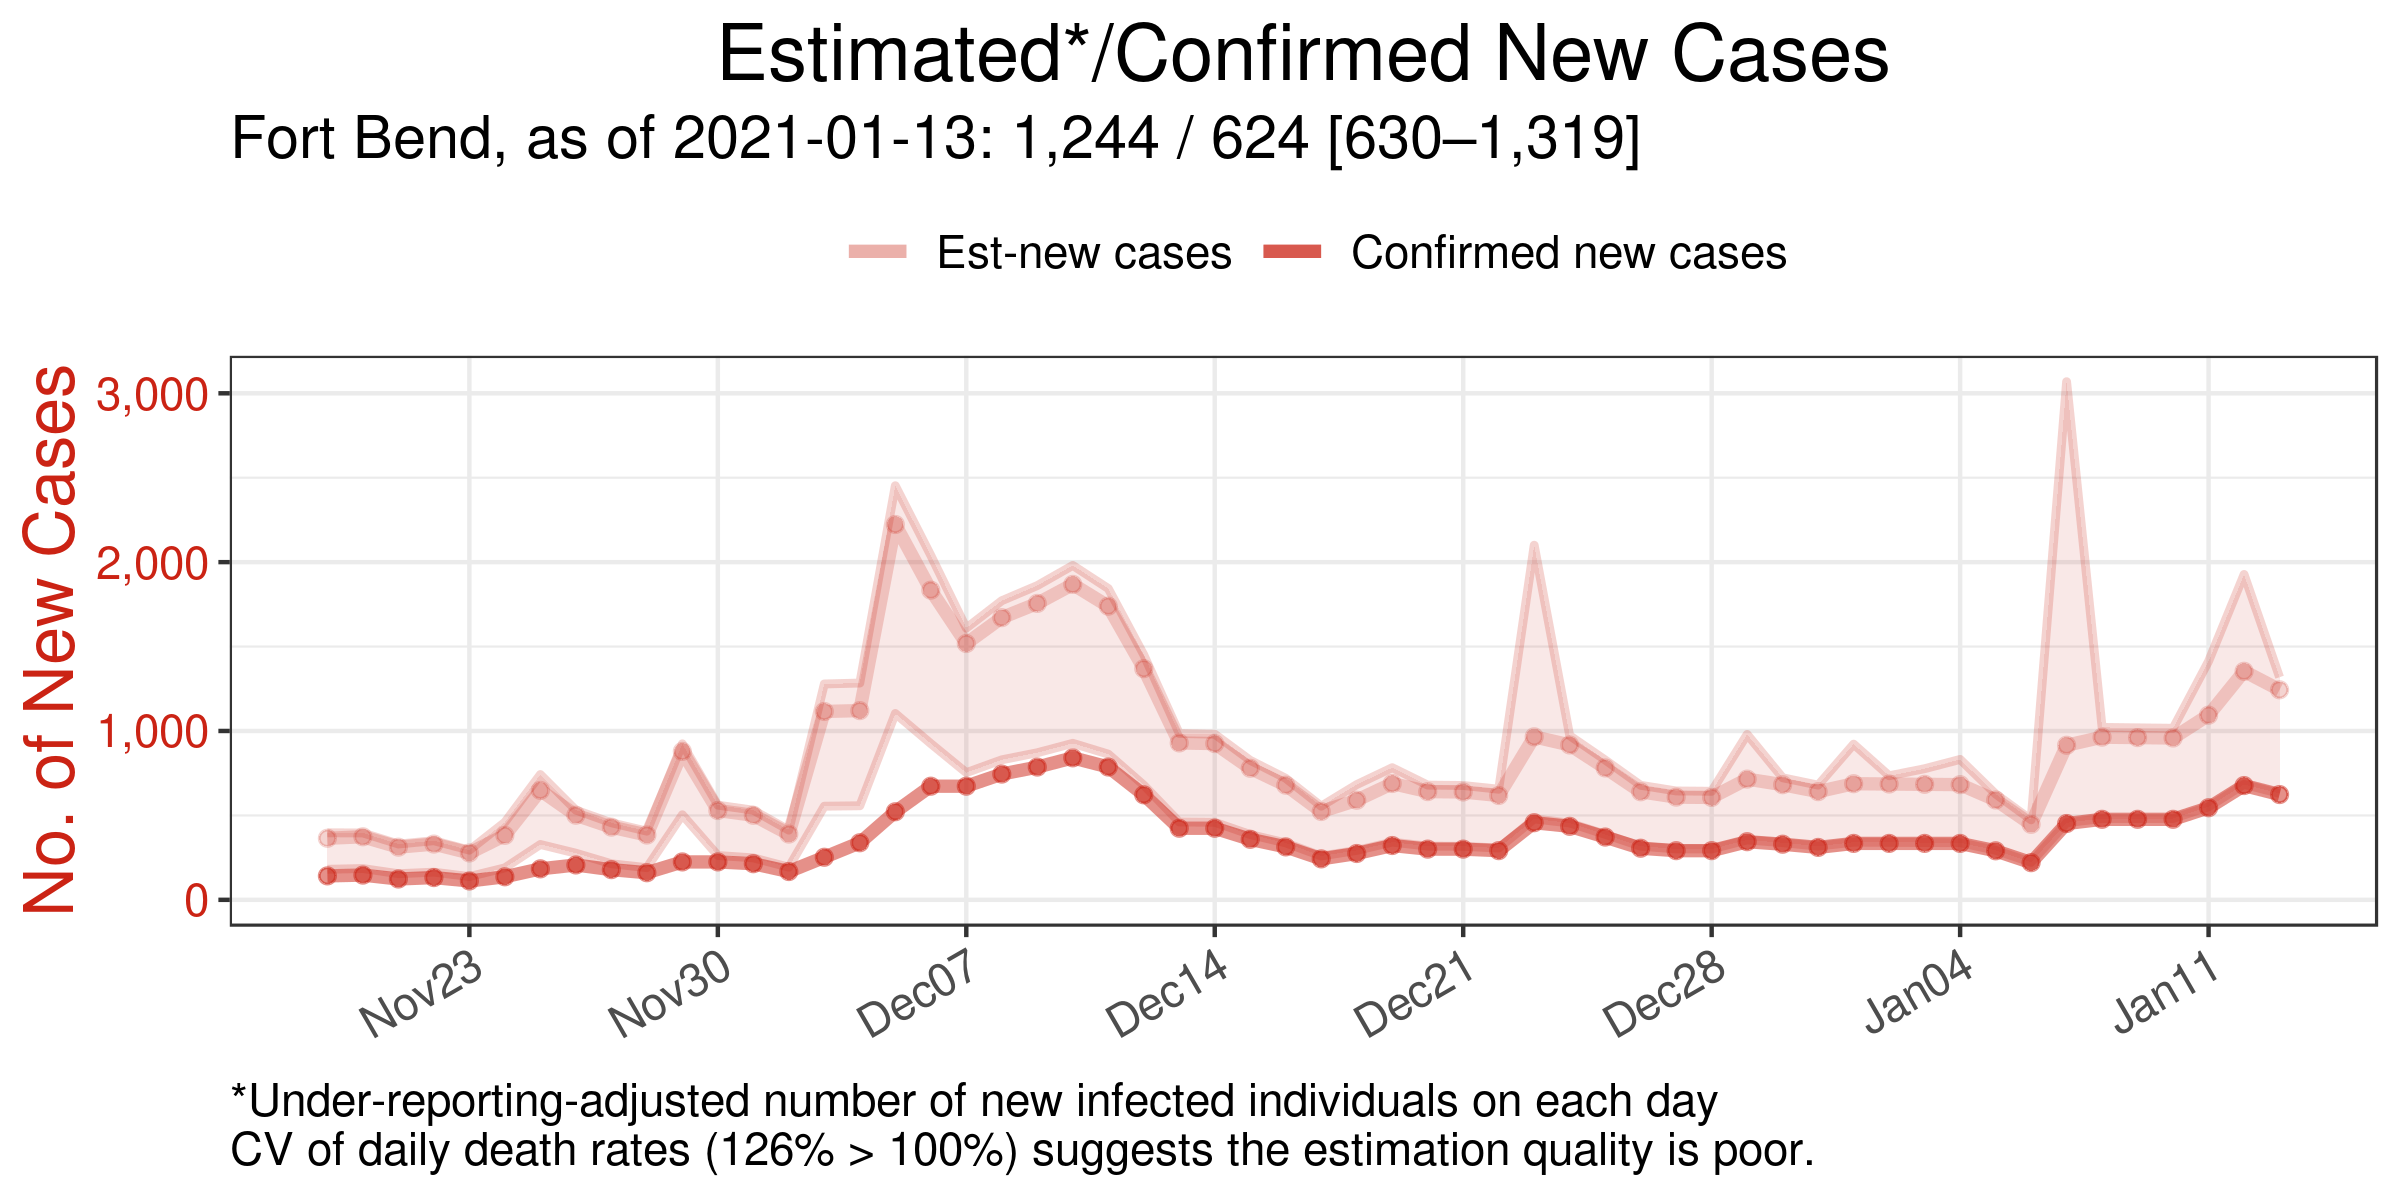 Estimated*/Confirmed New Cases
Fort Bend, as of 2021-01-13: 1,244 / 624 [630–1,319]
Est-new cases Confirmed new cases
No. of New Cases
3,000
2,000
1,000
0
Nov23 Nov30 Dec07 Dec14 Dec21 Dec28 Jan04 Jan11
*Under-reporting-adjusted number of new infected individuals on each day
CV of daily death rates (126% > 100%) suggests the estimation quality is poor.